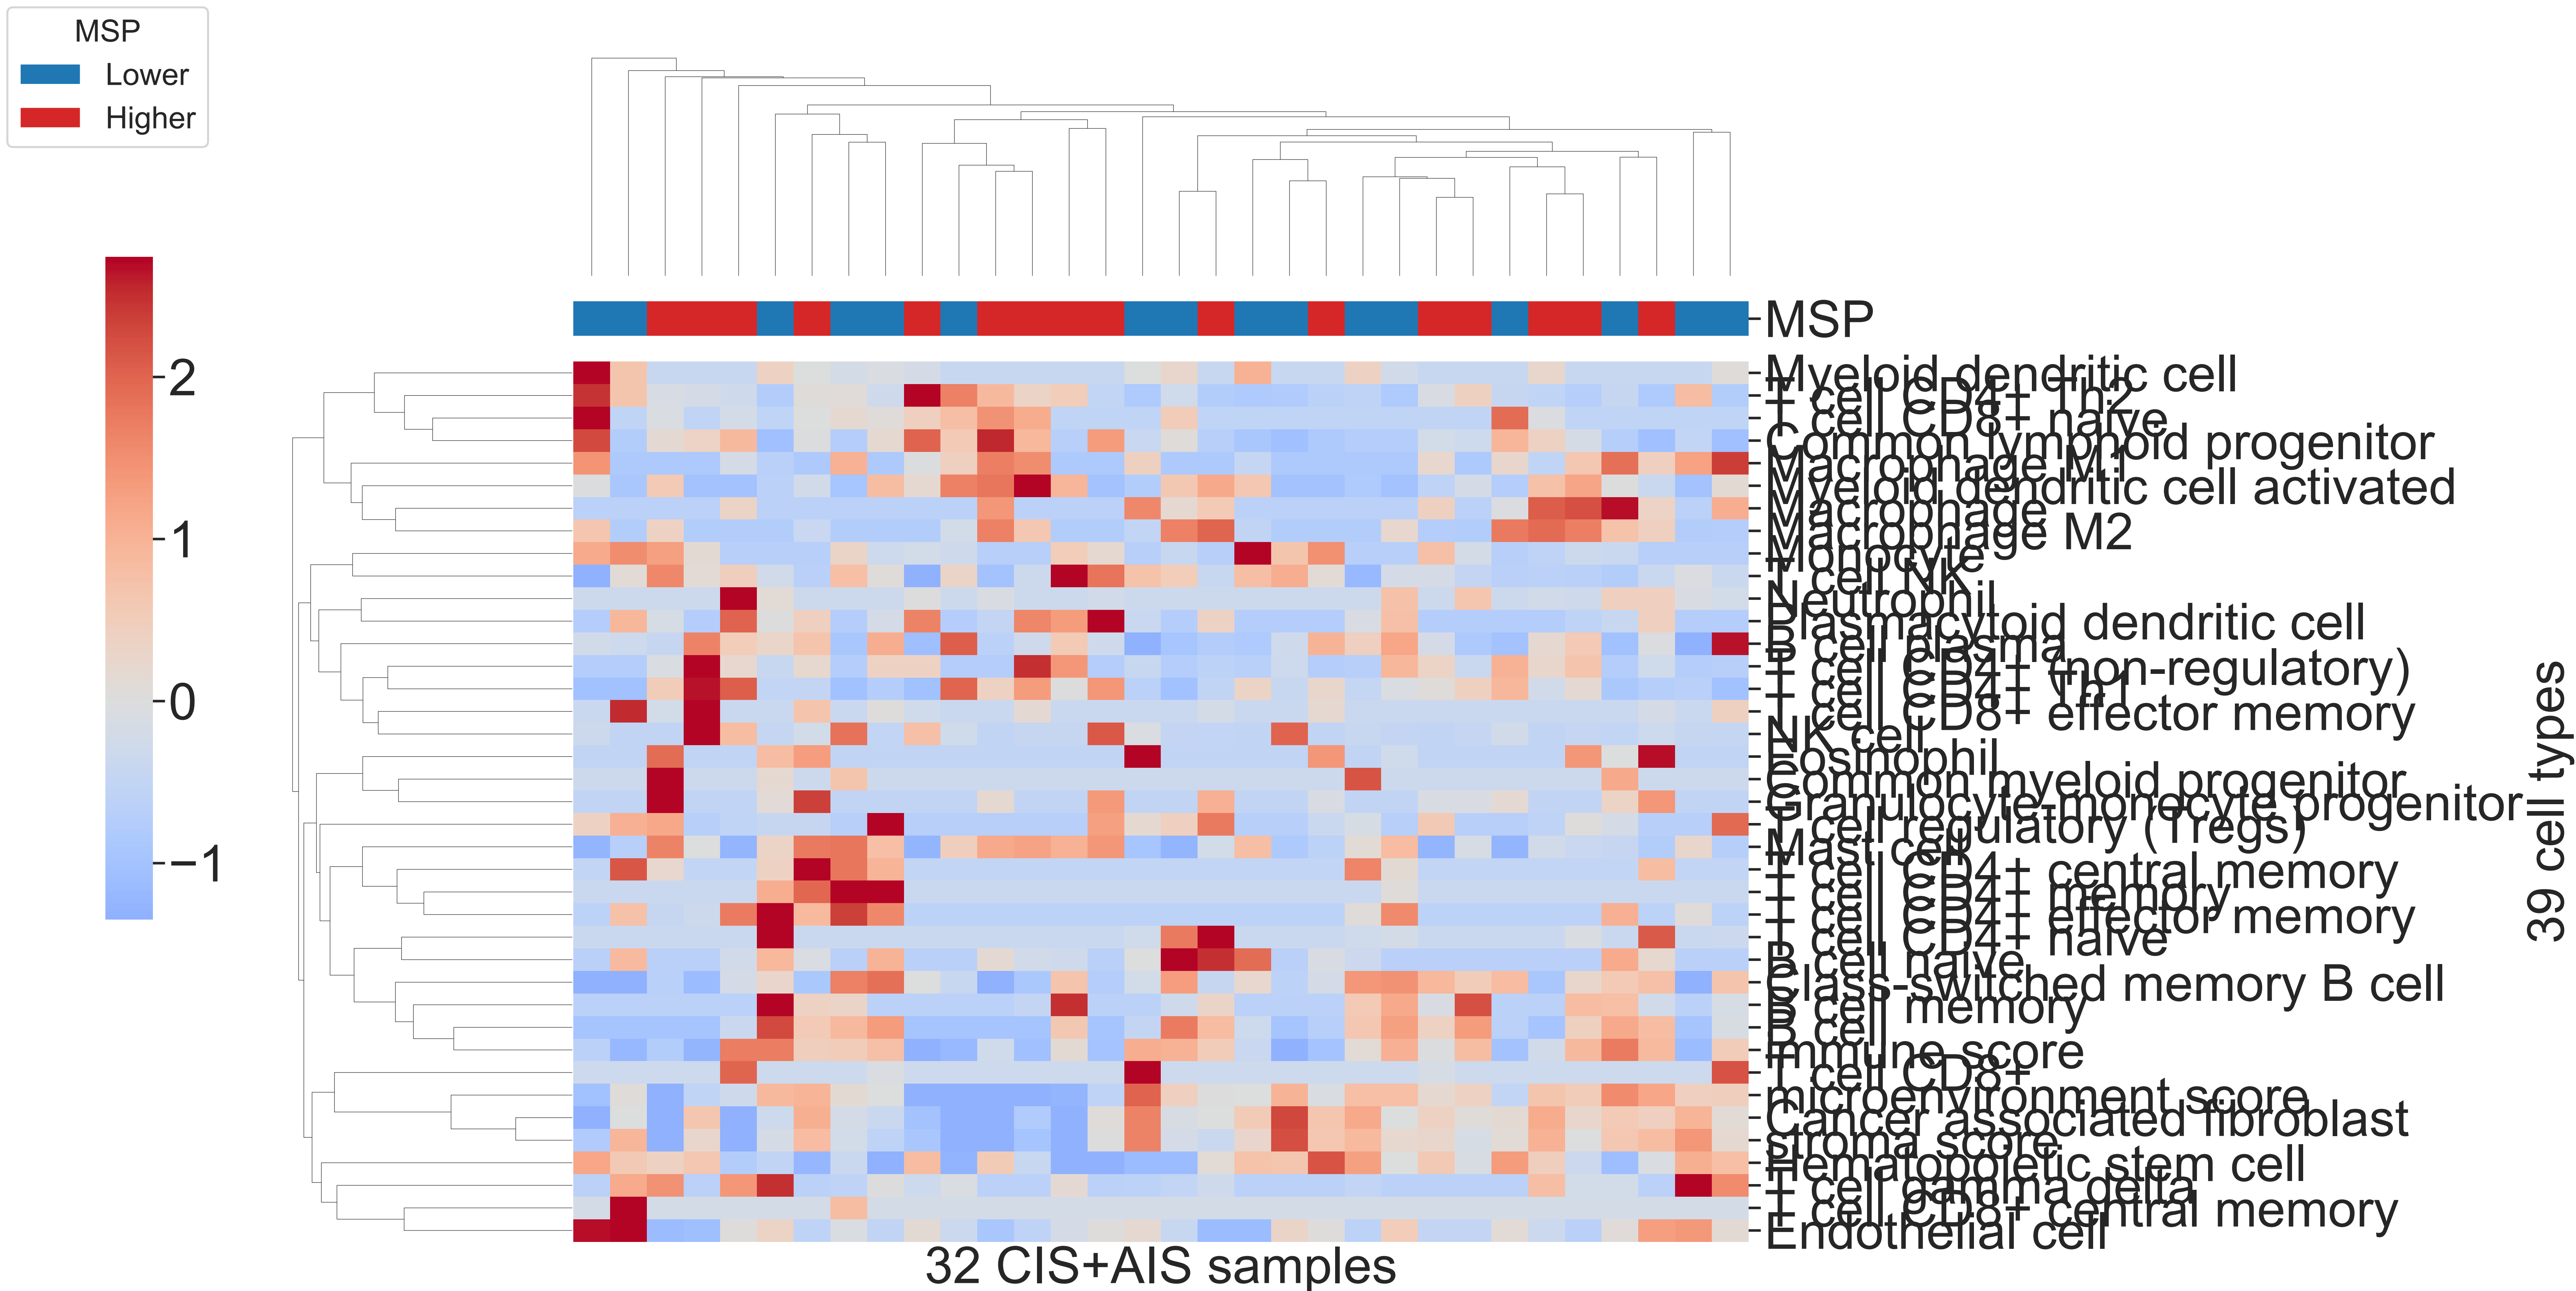 MSP
Lower
Higher
2
1
0
−1
MSP
Myeloid dendritic cell
T cell CD4+ Th2
T cell CD8+ naive
Common lymphoid progenitor
Macrophage M1
Myeloid dendritic cell activated
Macrophage
Macrophage M2
Monocyte
T cell NK
Neutrophil
Plasmacytoid dendritic cell
B cell plasma
T cell CD4+ (non-regulatory)
T cell CD4+ Th1
T cell CD8+ effector memory
NK cell
Eosinophil
Common myeloid progenitor
Granulocyte-monocyte progenitor
T cell regulatory (Tregs)
Mast cell
T cell CD4+ central memory
T cell CD4+ memory
T cell CD4+ effector memory
T cell CD4+ naive
B cell naive
Class-switched memory B cell
B cell memory
B cell
immune score
T cell CD8+
microenvironment score
Cancer associated fibroblast
stroma score
Hematopoietic stem cell
T cell gamma delta
T cell CD8+ central memory
Endothelial cell
39 cell types
32 CIS+AIS samples